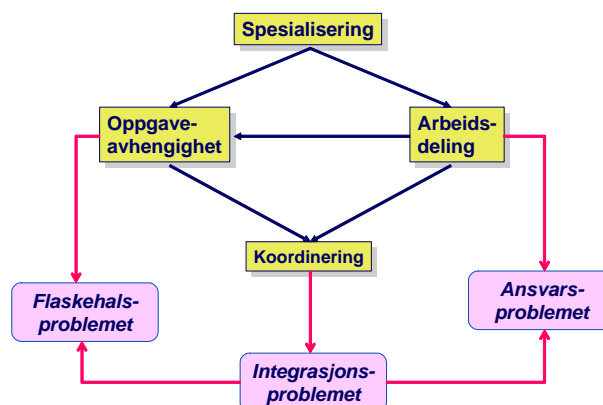 Spesialisering
Oppgave-
avhengighet
Arbeids-
deling
Koordinering
Flaskehals-
problemet
Ansvars-
problemet
Integrasjons-
problemet